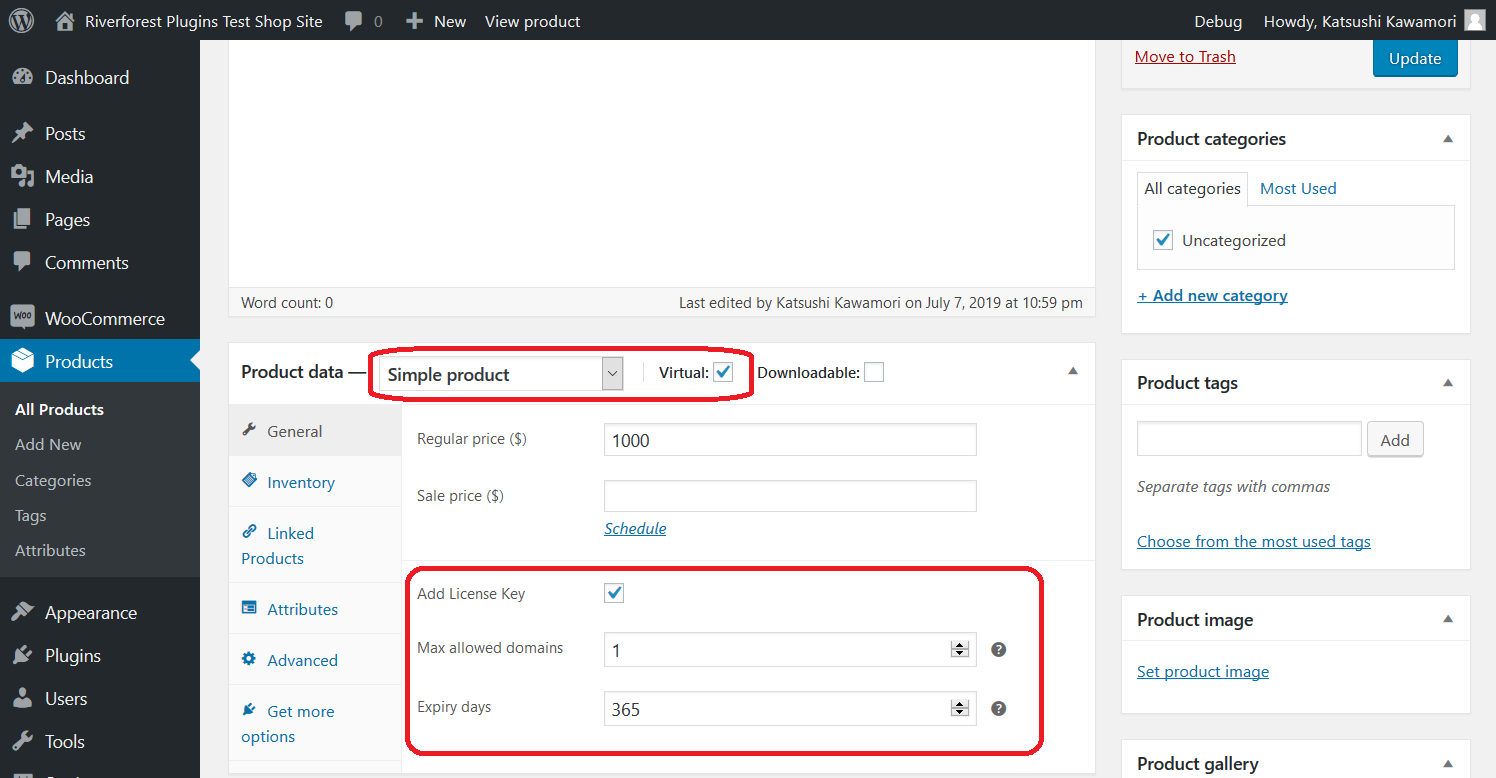 Riverforest Plugins Test Shop Site
0
New
View product
Debug
Howdy, Katsushi Kawamori
Dashboard
Posts
Media
Pages
Comments
WOO
WooCommerce
Products
All Products
Add New
Categories
Tags
Attributes
Appearance
Plugins
Users
Tools
Word count: 0
Last edited by Katsushi Kawamori on July 7, 2019 at 10:59 pm
Product data —
Simple product
Virtual:
Downloadable:
General
Inventory
Linked
Products
Attributes
Advanced
Get more
options
Regular price ($)
1000
Sale price ($)
Schedule
Add License Key
Max allowed domains
1
?
Expiry days
365
?
Move to Trash
Update
Product categories
All categories
Most Used
Uncategorized
+ Add new category
Product tags
Add
Separate tags with commas
Choose from the most used tags
Product image
Set product image
Product gallery